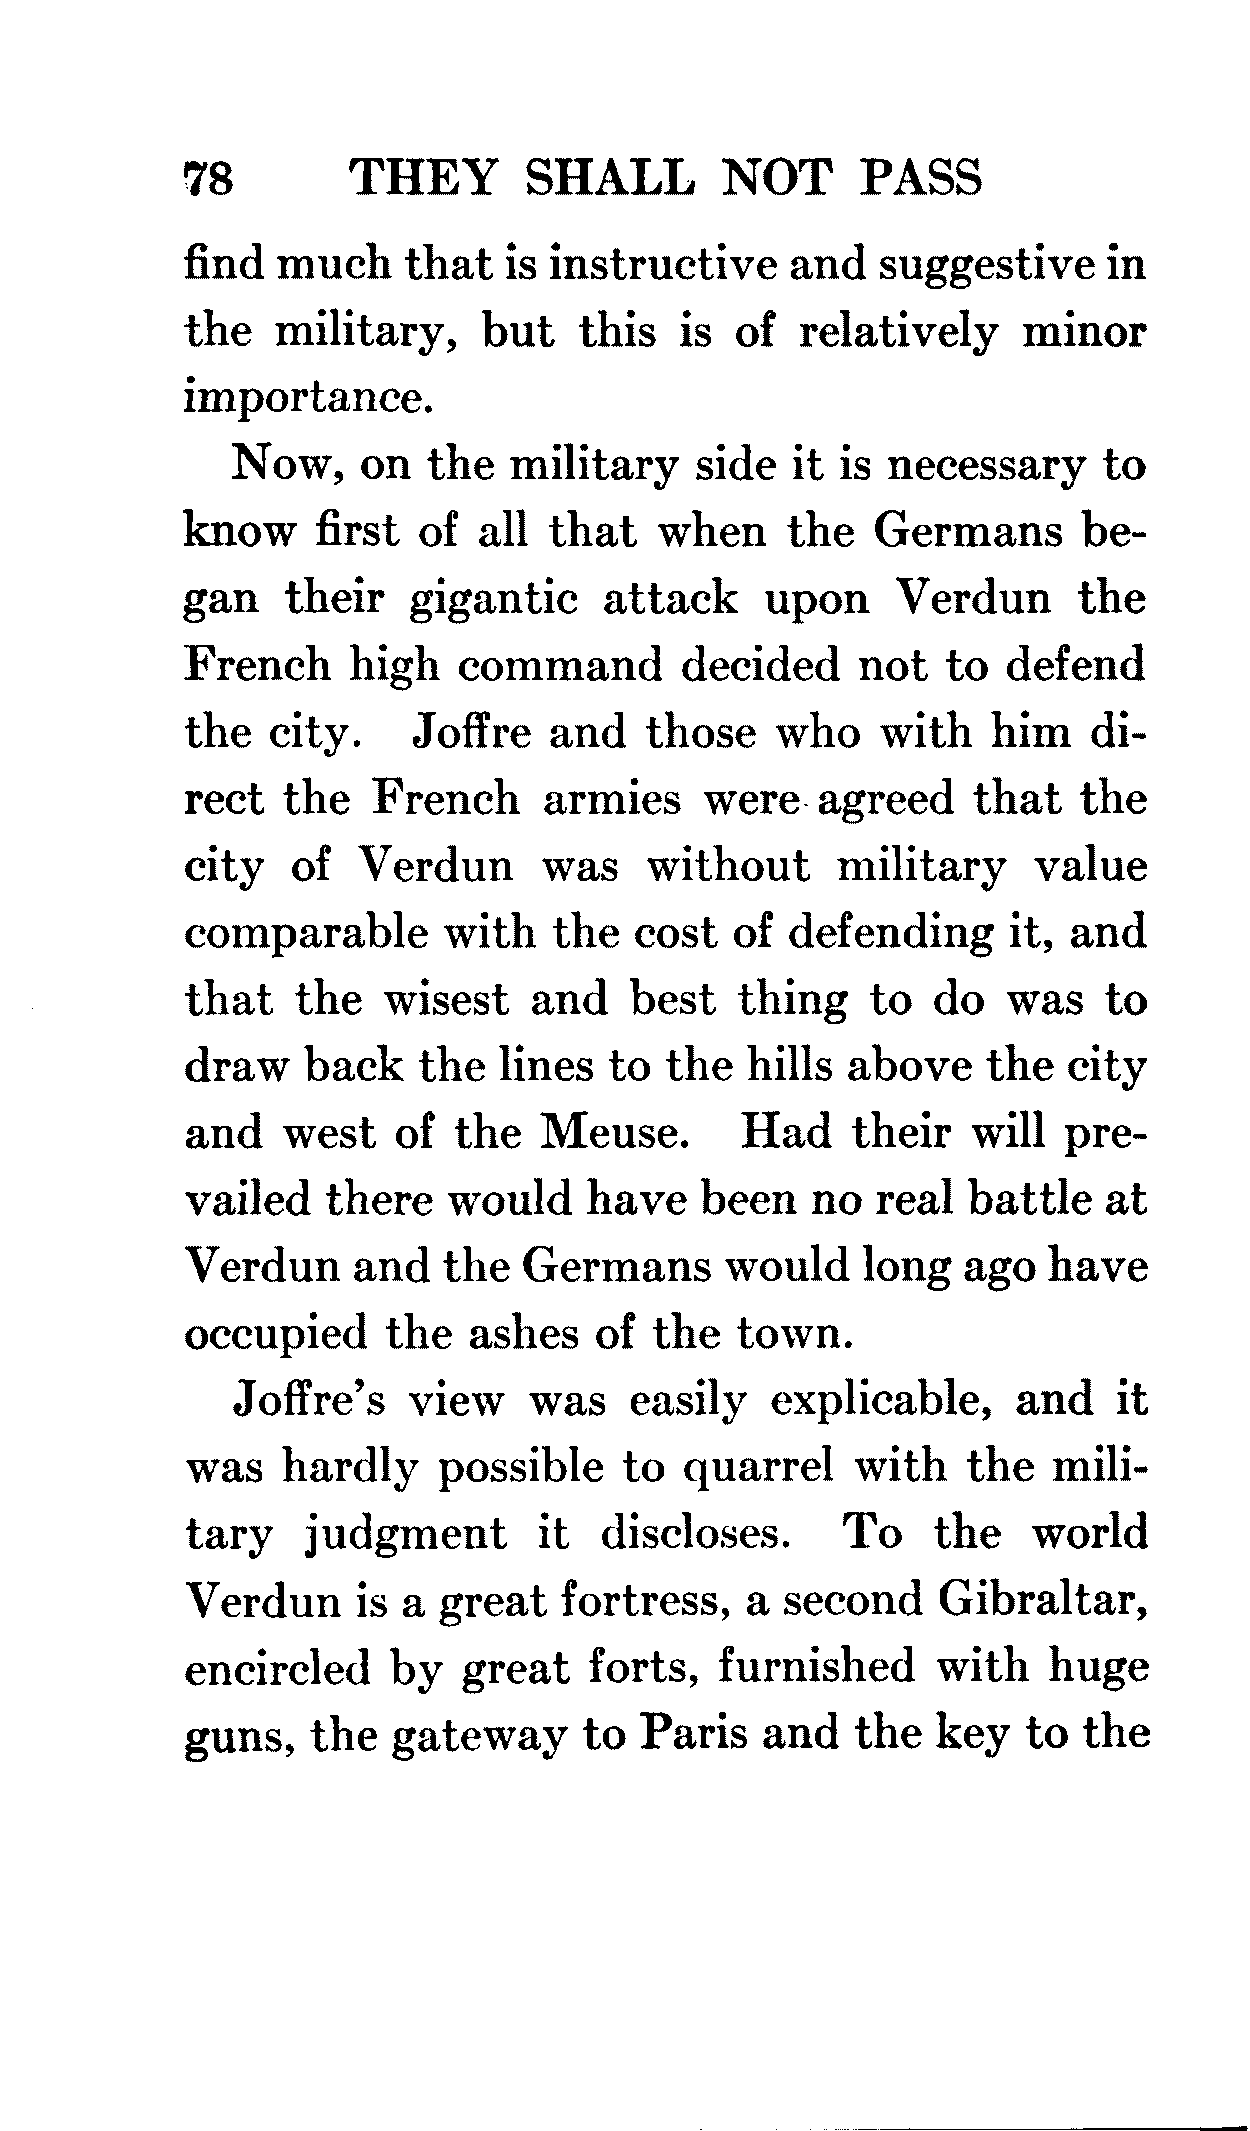 78 THEY SHALL NOT PASS
find much that is instructive and suggestive in
the military, but this is of relatively minor
importance.
Now, on the military side it is necessary to
know first of all that when the Germans be-
gan their gigantic attack upon Verdun the
French high command decided not to defend
the city. Joffre and those who with him di-
rect the French armies were agreed that the
city of Verdun was without military value
comparable with the cost of defending it, and
that the wisest and best thing to do was to
draw back the lines to the hills above the city
and west of the Meuse. Had their will pre-
vailed there would have been no real battle at
Verdun and the Germans would long ago have
occupied the ashes of the town.
Joffre's view was easily explicable, and it
was hardly possible to quarrel with the mili-
tary judgment it discloses. To the world
Verdun is a great fortress, a second Gibraltar,
encircled by great forts, furnished with huge
guns, the gateway to Paris and the key to the